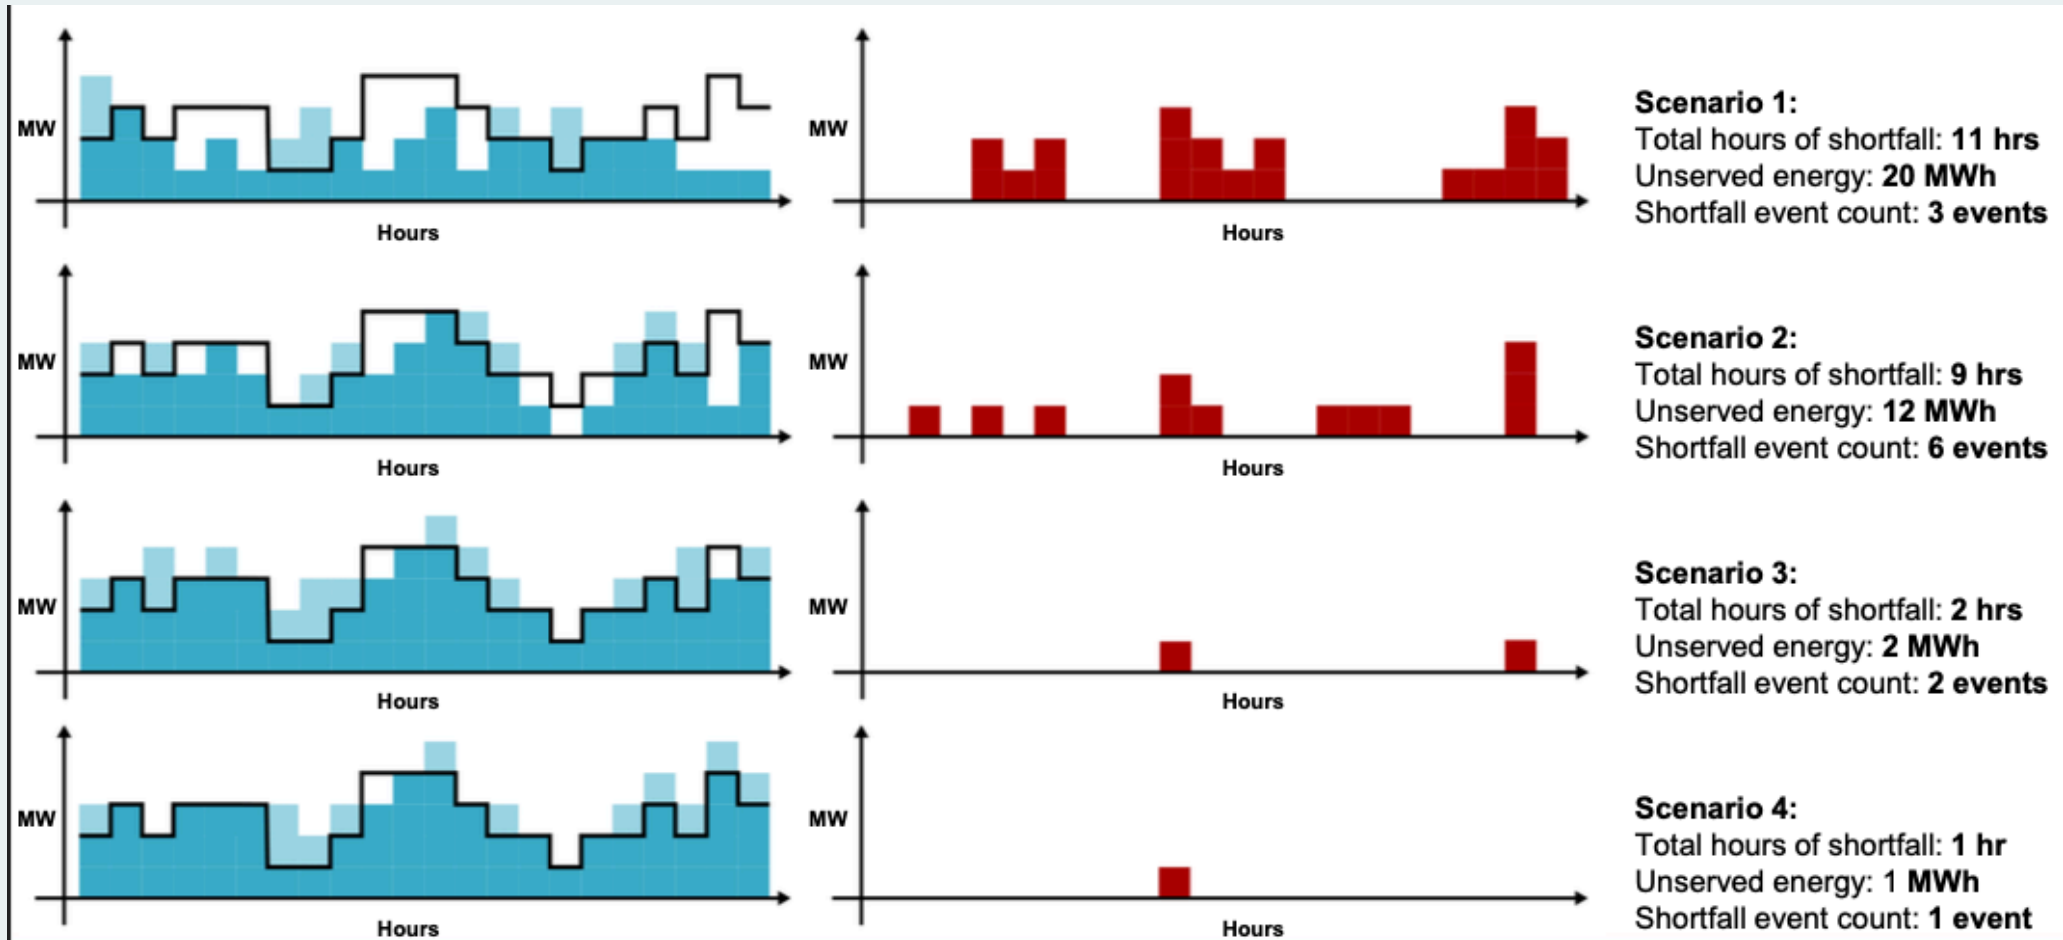 MW
Hours
MW
Hours
Scenario 1:
Total hours of shortfall: 11 hrs
Unserved energy: 20 MWh
Shortfall event count: 3 events
MW
Hours
MW
Hours
Scenario 2:
Total hours of shortfall: 9 hrs
Unserved energy: 12 MWh
Shortfall event count: 6 events
MW
Hours
MW
Hours
Scenario 3:
Total hours of shortfall: 2 hrs
Unserved energy: 2 MWh
Shortfall event count: 2 events
MW
Hours
MW
Hours
Scenario 4:
Total hours of shortfall: 1 hr
Unserved energy: 1 MWh
Shortfall event count: 1 event